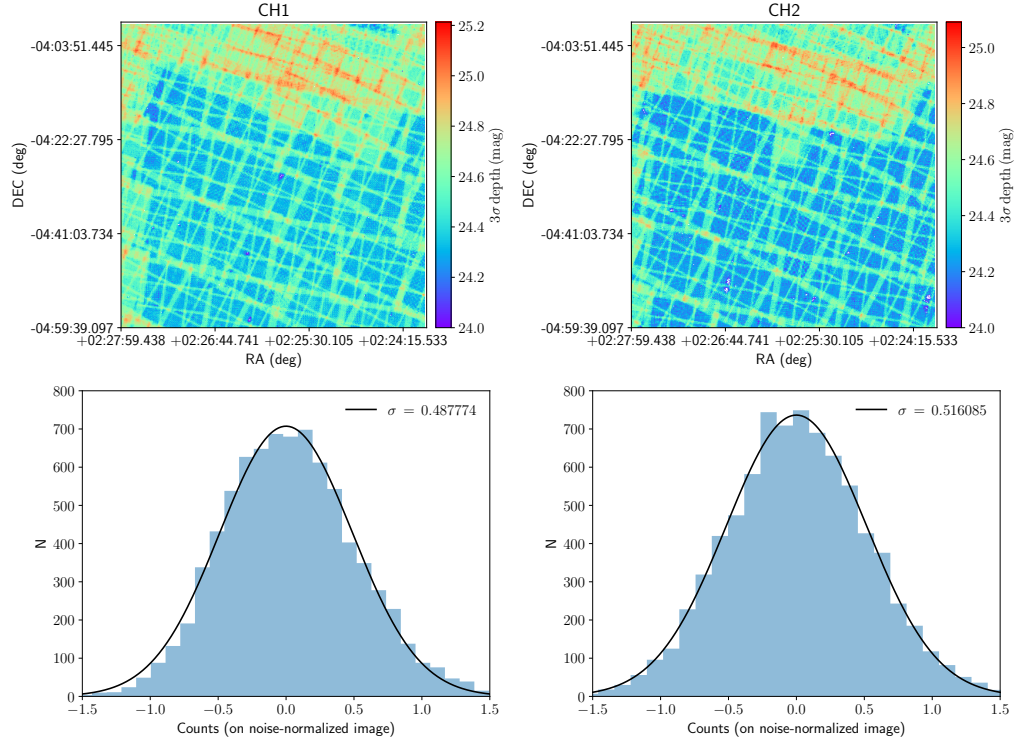 CH1
CH2
-04:03:51.445
-04:22:27.795
-04:41:03.734
-04:59:39.097
DEC (deg)
+02:27:59.438 +02:26:44.741 +02:25:30.105 +02:24:15.533
RA (deg)
25.2
25.0
24.8
24.6
24.4
24.2
24.0
3σ depth (mag)
-04:03:51.445
-04:22:27.795
-04:41:03.734
-04:59:39.097
DEC (deg)
+02:27:59.438 +02:26:44.741 +02:25:30.105 +02:24:15.533
RA (deg)
25.0
24.8
24.6
24.4
24.2
24.0
3σ depth (mag)
800
700
600
500
400
300
200
100
0
N
σ = 0.487774
−1.5 −1.0 −0.5 0.0 0.5 1.0 1.5
Counts (on noise-normalized image)
800
700
600
500
400
300
200
100
0
N
σ = 0.516085
−1.5 −1.0 −0.5 0.0 0.5 1.0 1.5
Counts (on noise-normalized image)